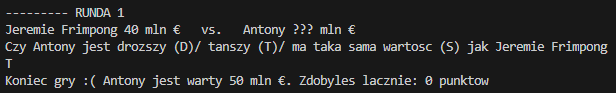 --------- RUNDA 1
Jeremie Frimpong 40 mln € vs. Antony ??? mln €
Czy Antony jest drozszy (D)/ tanszy (T)/ ma taka sama wartosc (S) jak Jeremie Frimpong
T
Koniec gry :( Antony jest warty 50 mln €. Zdobyles lacznie: 0 punktow